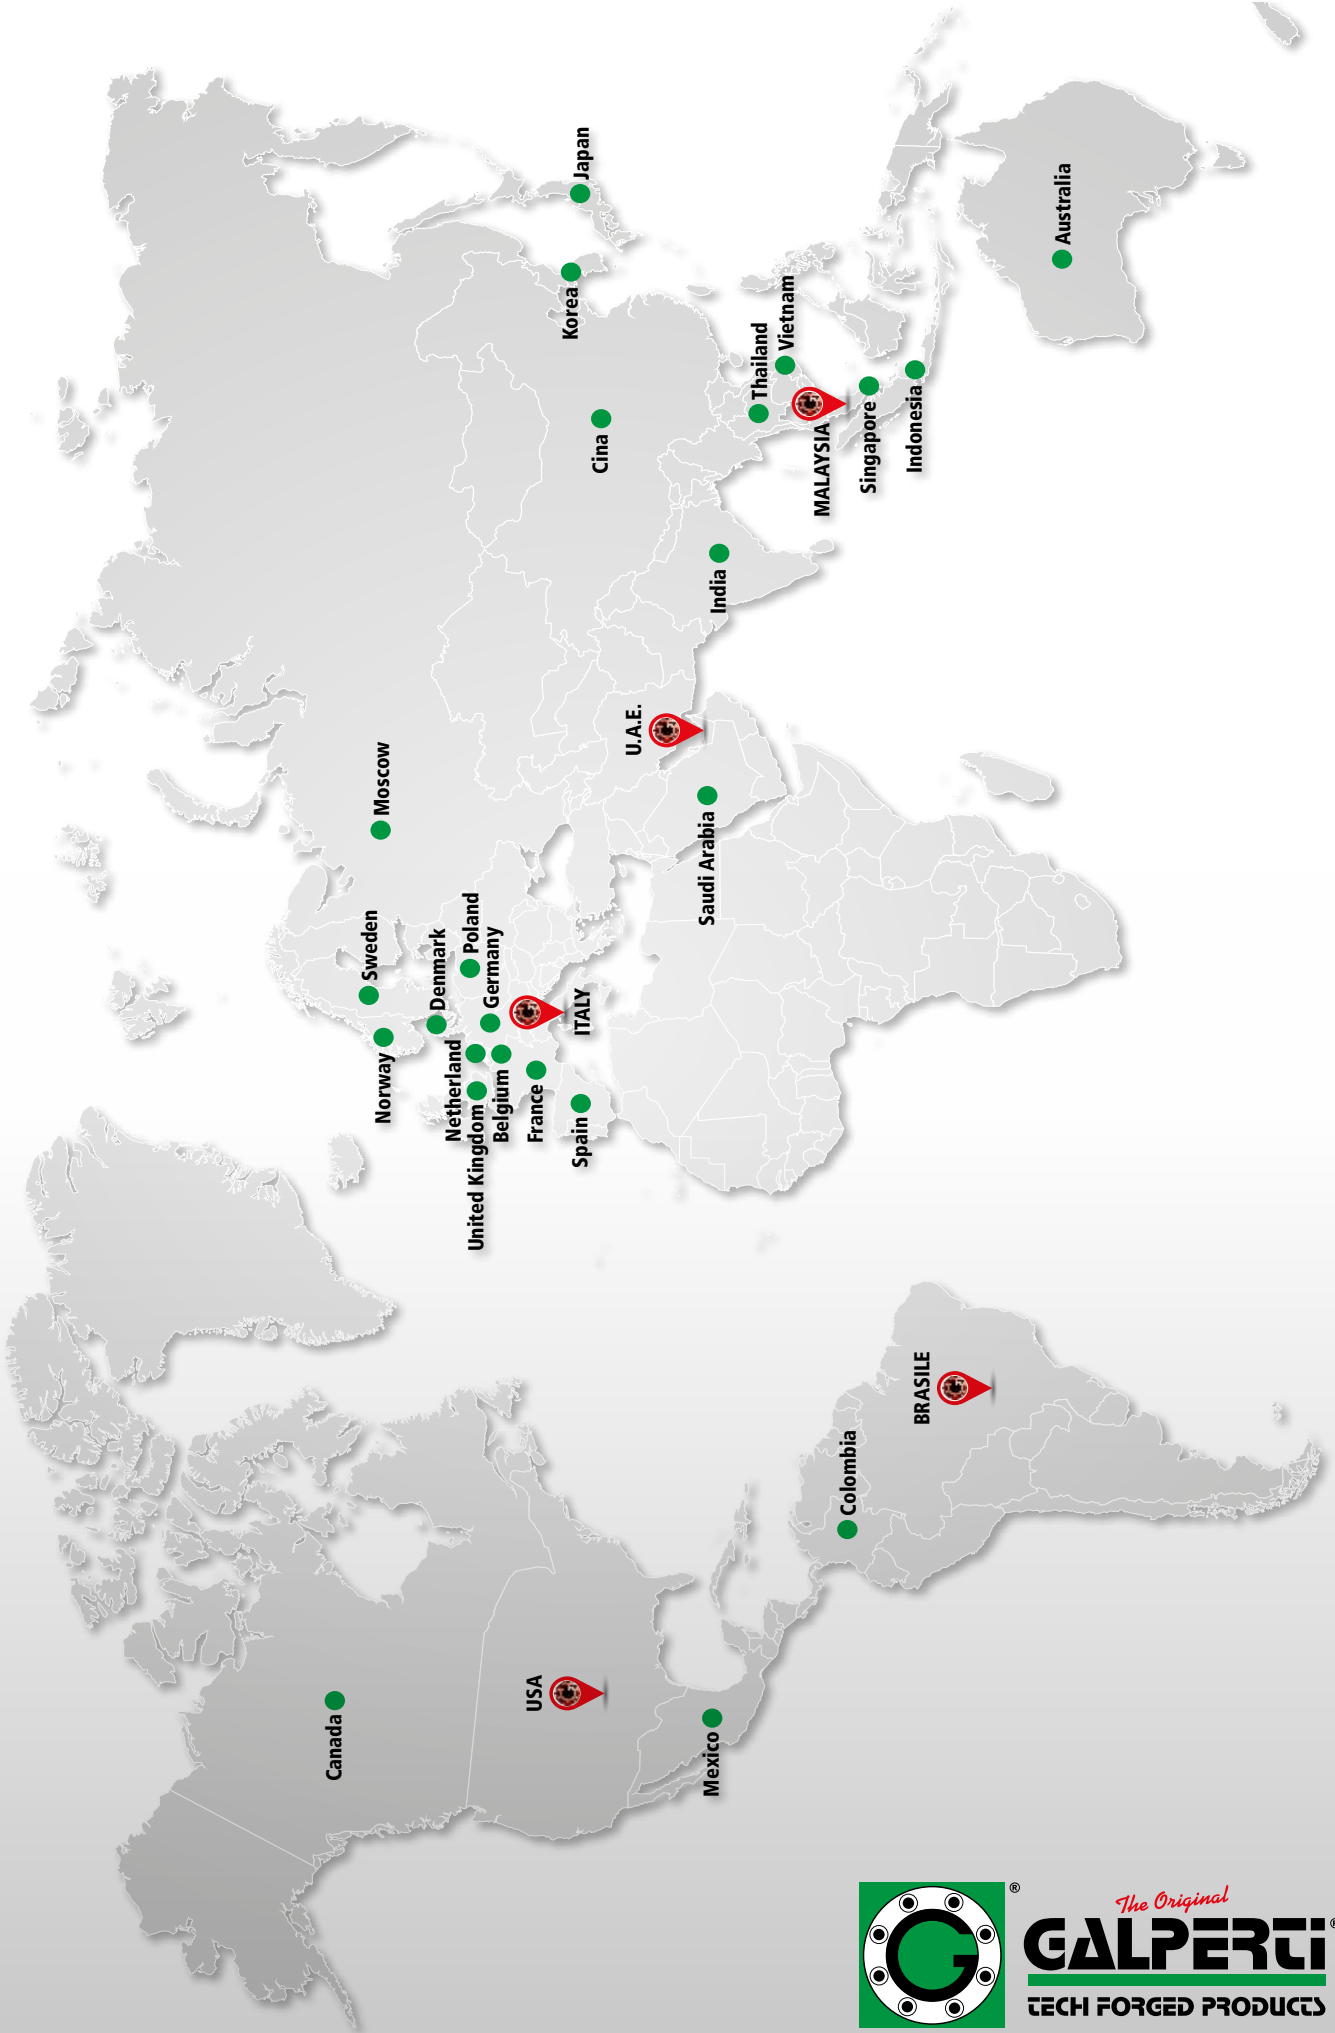 Canada
USA
Mexico
Colombia
BRASILE
Norway
Sweden
Moscow
Denmark
Netherland
United Kingdom
Poland
Germany
Belgium
France
ITALY
Spain
U.A.E.
Saudi Arabia
India
Cina
Korea
Japan
Thailand
Vietnam
MALAYSIA
Singapore
Indonesia
Australia
®
The Original
GALPERTI®
TECH FORGED PRODUCTS